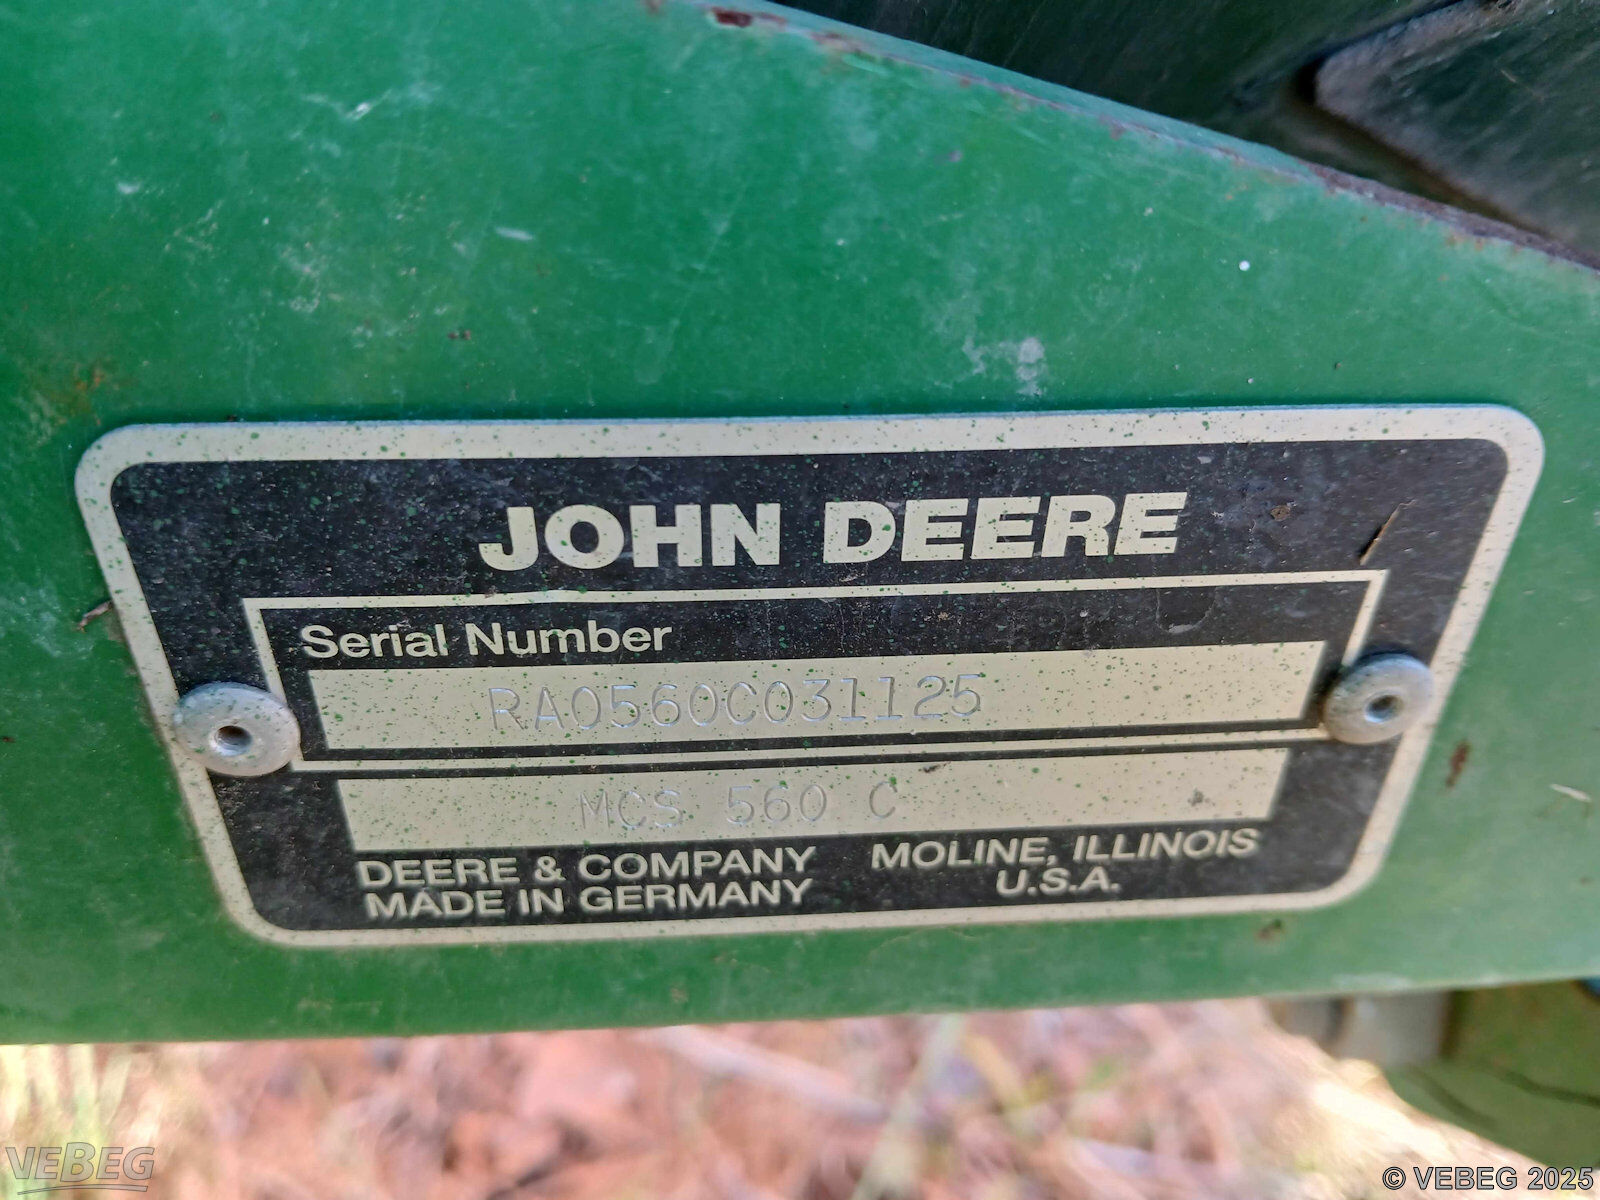 JOHN DEERE
Serial Number
RA0560C031125
MCS 560 C
DEERE & COMPANY MOLINE, ILLINOIS
MADE IN GERMANY U.S.A.
VEBEG
© VEBEG 2025